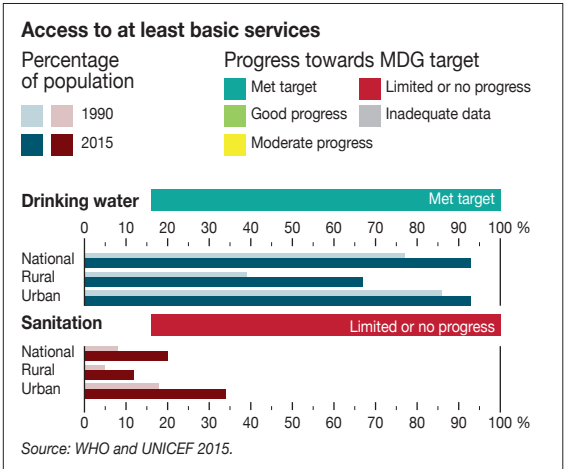 Access to at least basic services
Percentage
of population
1990
2015
Progress towards MDG target
Met target
Limited or no progress
Good progress
Inadequate data
Moderate progress
Drinking water
Met target
0 10 20 30 40 50 60 70 80 90 100 %
National
Rural
Urban
Sanitation
Limited or no progress
National
Rural
Urban
0 10 20 30 40 50 60 70 80 90 100 %
Source: WHO and UNICEF 2015.